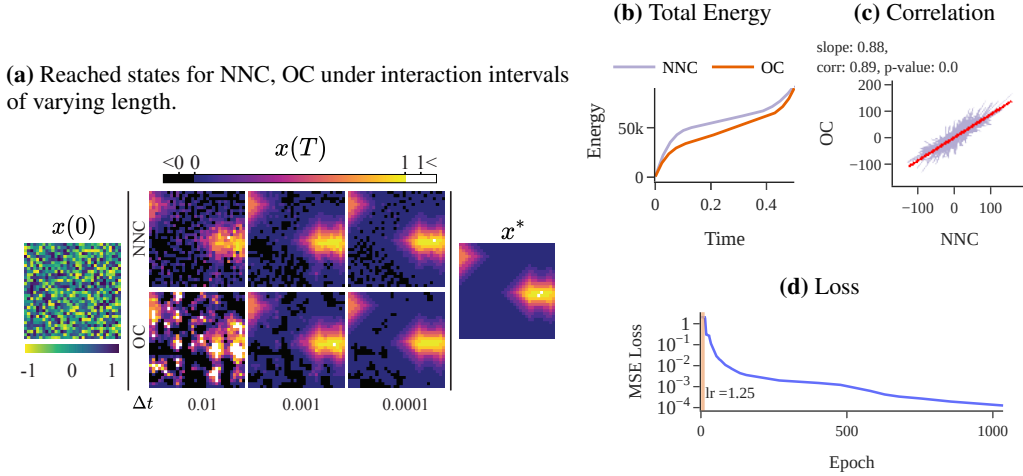 (a) Reached states for NNC, OC under interaction intervals
of varying length.
x(T)
<0 0 1 1<
x(0)
NNC
OC
x*
-1 0 1
Δt 0.01 0.001 0.0001
(b) Total Energy
NNC OC
Energy
50k
0
0 0.2 0.4
Time
(c) Correlation
slope: 0.88,
corr: 0.89, p-value: 0.0
OC
200
100
0
−100
−100 0 100
NNC
(d) Loss
MSE Loss
1
10⁻¹
10⁻²
10⁻³
10⁻⁴
lr =1.25
0 500 1000
Epoch